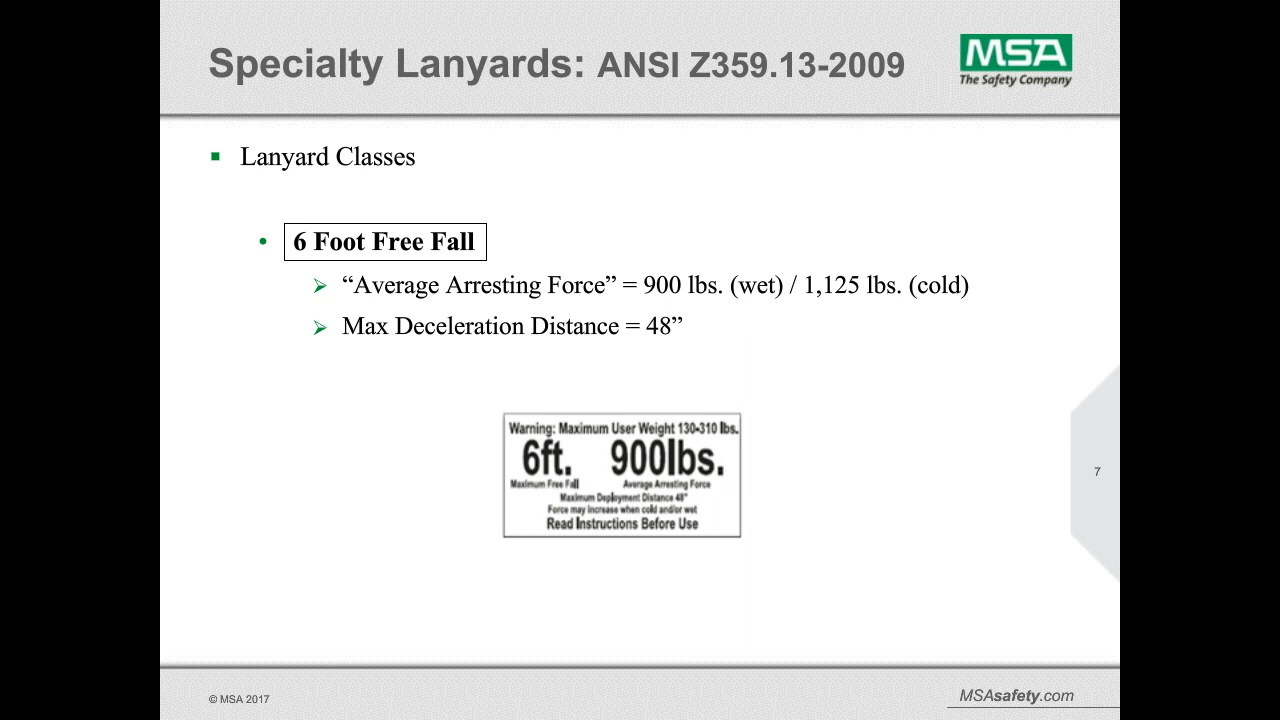 Specialty Lanyards: ANSI Z359.13-2009
MSA
The Safety Company
▪ Lanyard Classes
• 6 Foot Free Fall
➢ “Average Arresting Force” = 900 lbs. (wet) / 1,125 lbs. (cold)
➢ Max Deceleration Distance = 48”
Warning: Maximum User Weight 130-310 lbs.
6ft. 900lbs.
Maximum Free Fall Average Arresting Force
Maximum Deployment Distance 48"
Force may increase when cold and/or wet
Read Instructions Before Use
7
© MSA 2017
MSAsafety.com